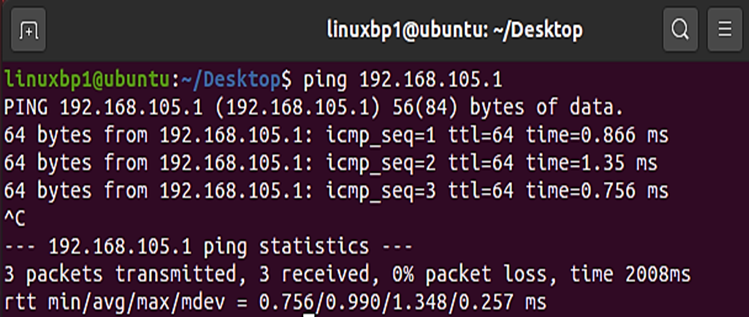 linuxbp1@ubuntu: ~/Desktop
linuxbp1@ubuntu:~/Desktop$ ping 192.168.105.1
PING 192.168.105.1 (192.168.105.1) 56(84) bytes of data.
64 bytes from 192.168.105.1: icmp_seq=1 ttl=64 time=0.866 ms
64 bytes from 192.168.105.1: icmp_seq=2 ttl=64 time=1.35 ms
64 bytes from 192.168.105.1: icmp_seq=3 ttl=64 time=0.756 ms
^C
--- 192.168.105.1 ping statistics ---
3 packets transmitted, 3 received, 0% packet loss, time 2008ms
rtt min/avg/max/mdev = 0.756/0.990/1.348/0.257 ms